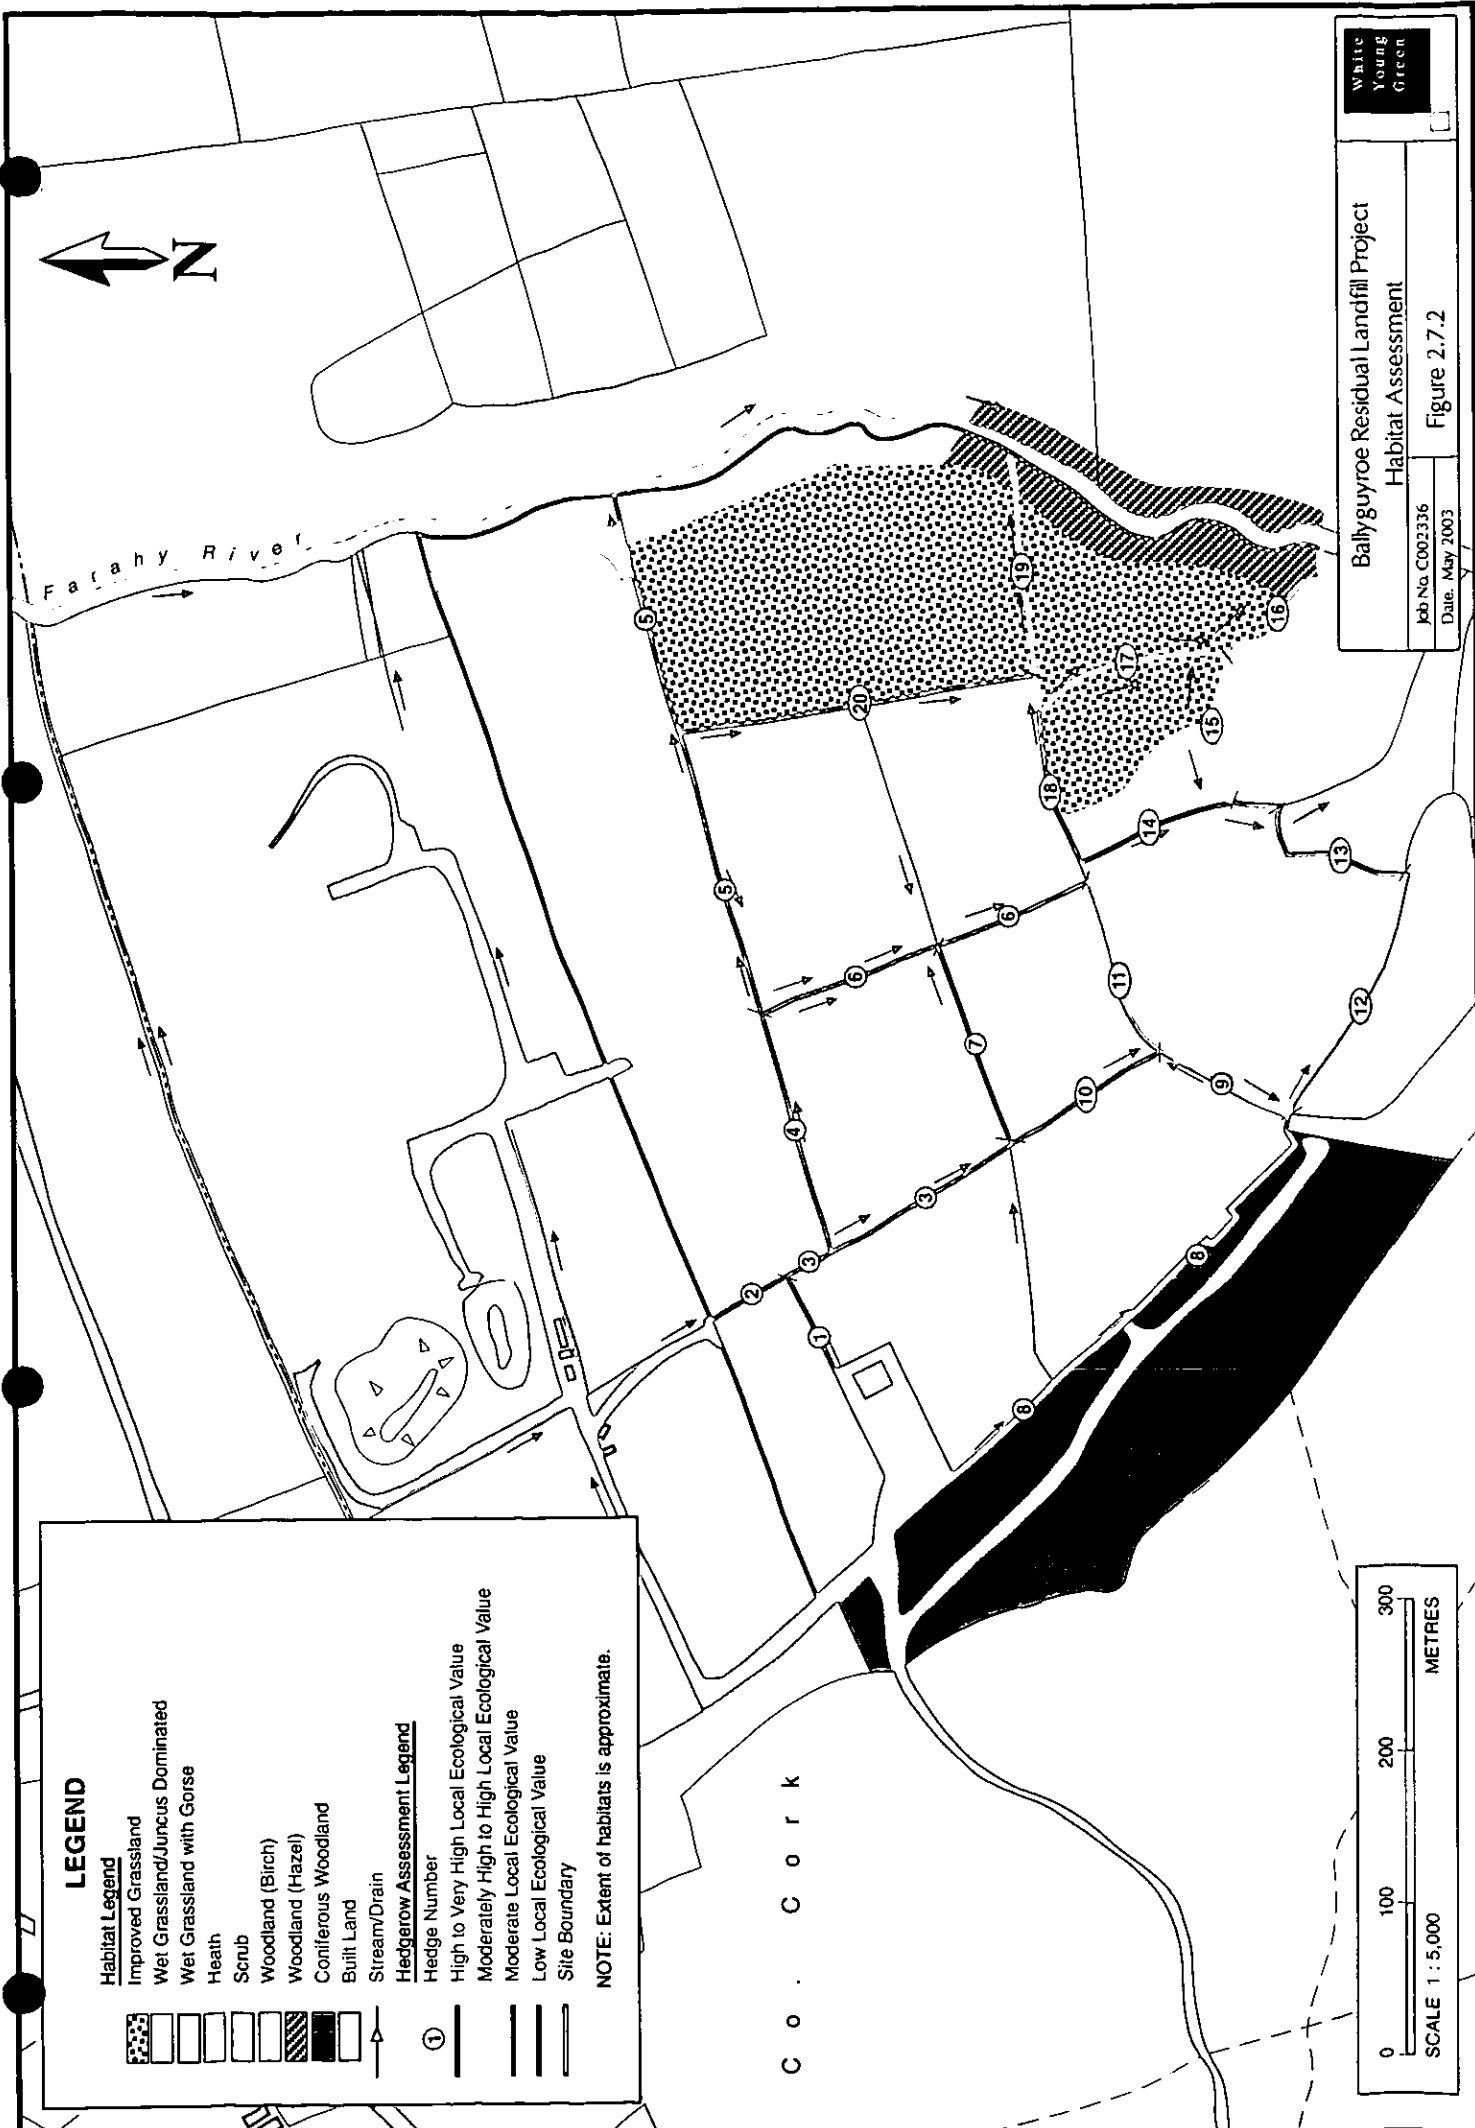 LEGEND
Habitat Legend
Improved Grassland
Wet Grassland/Juncus Dominated
Wet Grassland with Gorse
Heath
Scrub
Woodland (Birch)
Woodland (Hazel)
Coniferous Woodland
Built Land
Stream/Drain
Hedgerow Assessment Legend
1 Hedge Number
High to Very High Local Ecological Value
Moderately High to High Local Ecological Value
Moderate Local Ecological Value
Low Local Ecological Value
Site Boundary
NOTE: Extent of habitats is approximate.
N
Farahy River
Co. Cork
1
2
3
3
4
5
5
6
6
7
8
8
9
10
11
12
13
14
15
16
17
18
19
20
0 100 200 300
SCALE 1 : 5,000 METRES
Ballyguyroe Residual Landfill Project
Habitat Assessment
Job No. C002336
Date. May 2003
Figure 2.7.2
White
Young
Green